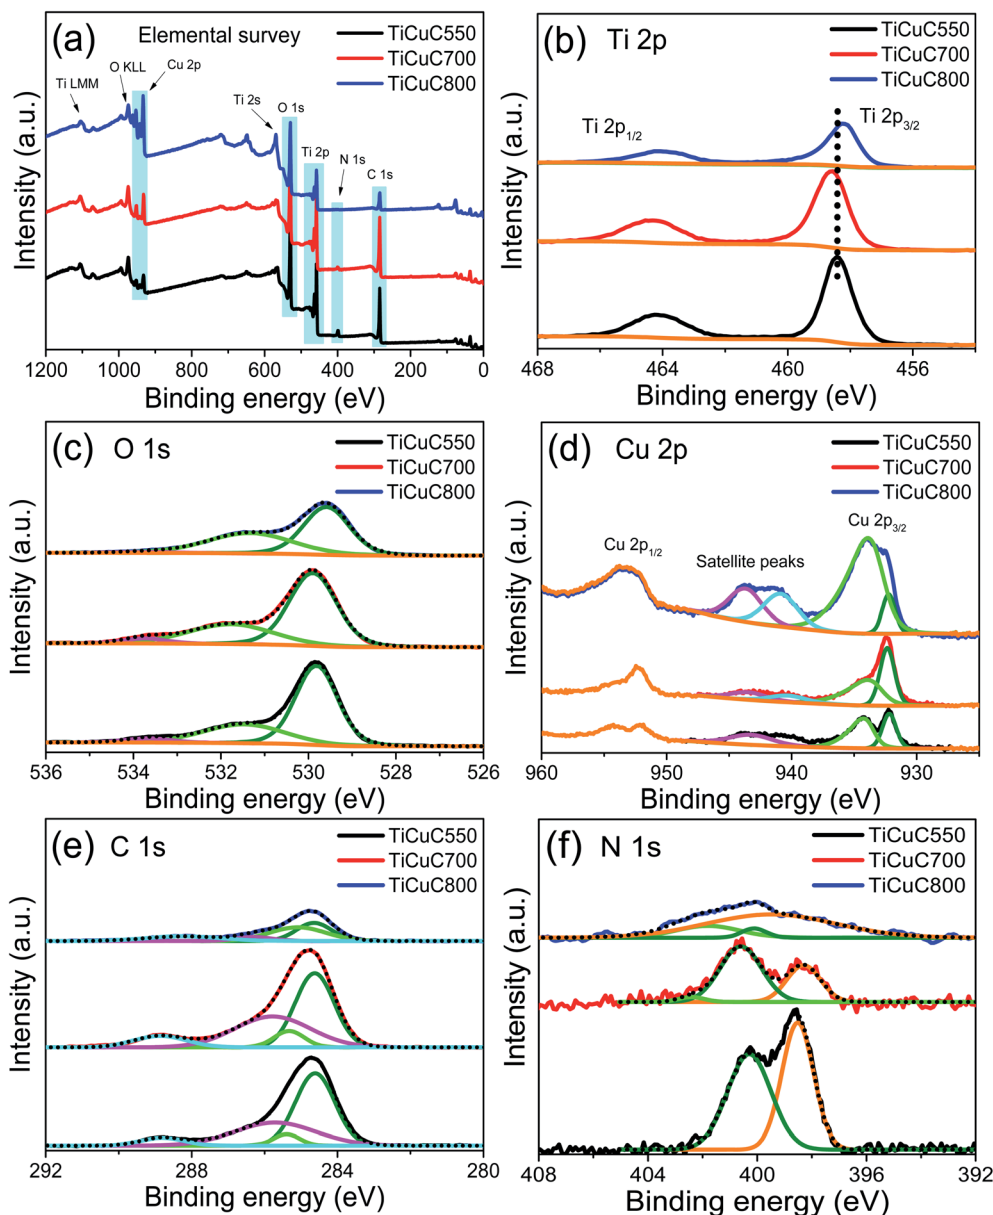 (a) Elemental survey
TiCuC550
TiCuC700
TiCuC800
Ti LMM
O KLL
Cu 2p
Ti 2s
O 1s
Ti 2p
N 1s
C 1s
Intensity (a.u.)
1200 1000 800 600 400 200 0
Binding energy (eV)
(b) Ti 2p
TiCuC550
TiCuC700
TiCuC800
Ti 2p1/2
Ti 2p3/2
Intensity (a.u.)
468 464 460 456
Binding energy (eV)
(c) O 1s
TiCuC550
TiCuC700
TiCuC800
Intensity (a.u.)
536 534 532 530 528 526
Binding energy (eV)
(d) Cu 2p
TiCuC550
TiCuC700
TiCuC800
Cu 2p1/2
Satellite peaks
Cu 2p3/2
Intensity (a.u.)
960 950 940 930
Binding energy (eV)
(e) C 1s
TiCuC550
TiCuC700
TiCuC800
Intensity (a.u.)
292 288 284 280
Binding energy (eV)
(f) N 1s
TiCuC550
TiCuC700
TiCuC800
Intensity (a.u.)
408 404 400 396 392
Binding energy (eV)